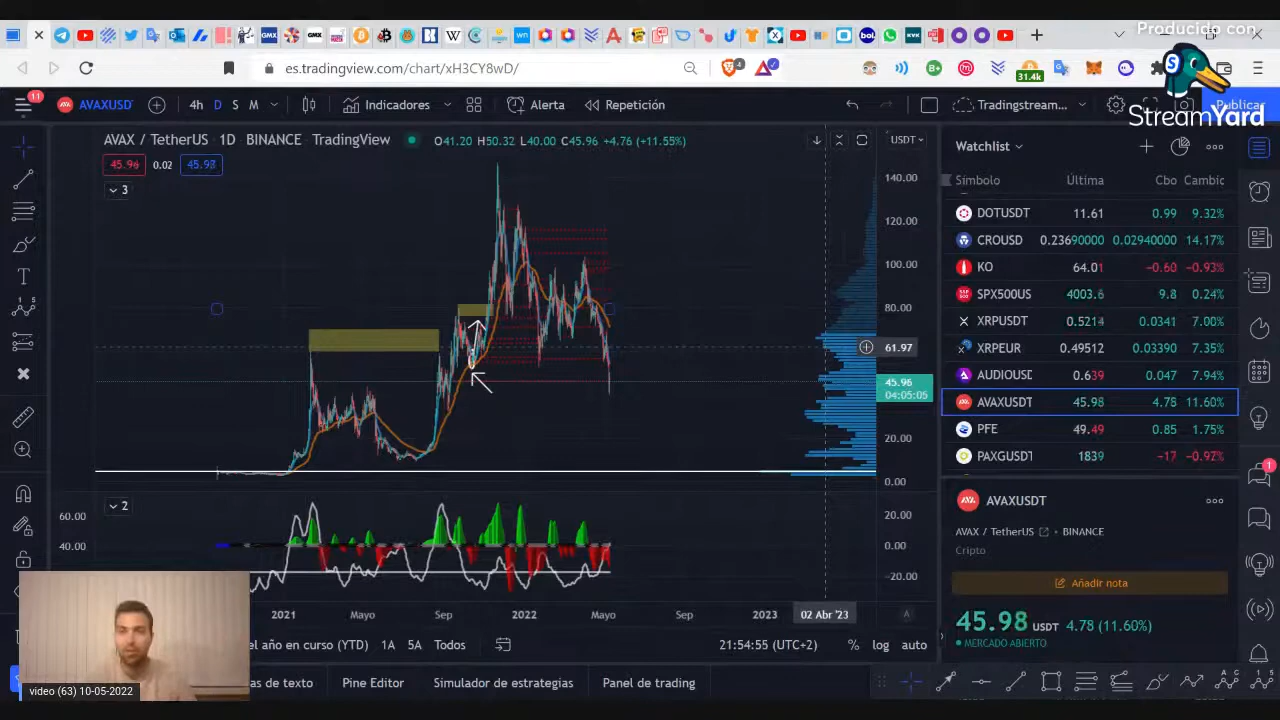 Producido con
StreamYard
es.tradingview.com/chart/xH3CY8wD/
4
31.4k
11
AVAXUSD
4h D S M
Indicadores
Alerta
Repetición
Tradingstream...
Publicar
AVAX / TetherUS 1D BINANCE TradingView
O41.20 H50.32 L40.00 C45.96 +4.76 (+11.55%)
USDT
45.96 0.02 45.98
3
140.00
120.00
100.00
80.00
61.97
45.96
04:05:05
20.00
0.00
2
60.00
40.00
20.00
0.00
−20.00
2021 Mayo Sep 2022 Mayo Sep 2023 02 Abr '23
A
el año en curso (YTD) 1A 5A Todos
21:54:55 (UTC+2) % log auto
as de texto Pine Editor Simulador de estrategias Panel de trading
video (63) 10-05-2022
Watchlist
Símbolo Última Cbo Cambic
DOTUSDT 11.61 0.99 9.32%
CROUSD 0.23690000 0.02940000 14.17%
KO 64.01 −0.60 −0.93%
SPX500US 4003.6 9.8 0.24%
XRPUSDT 0.5214 0.0341 7.00%
XRPEUR 0.49512 0.03390 7.35%
AUDIOUSD 0.639 0.047 7.94%
AVAXUSDT 45.98 4.78 11.60%
PFE 49.49 0.85 1.75%
PAXGUSDT 1839 −17 −0.92%
AVAXUSDT
AVAX / TetherUS BINANCE
Cripto
Añadir nota
45.98 USDT 4.78 (11.60%)
MERCADO ABIERTO
1